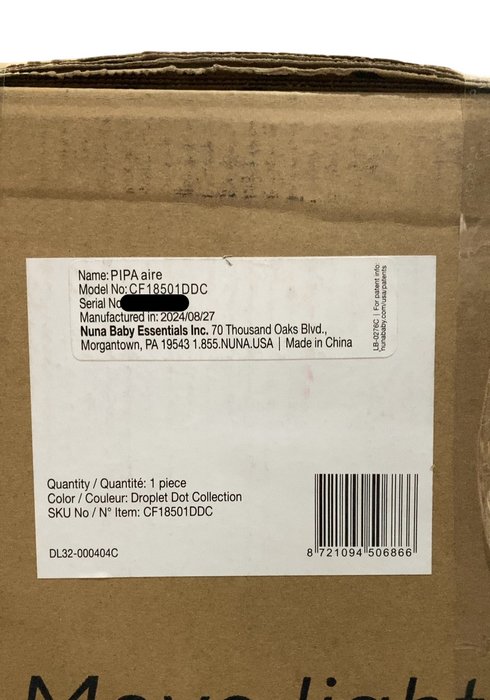 Name: PIPA aire
Model No: CF18501DDC
Serial No
Manufactured in: 2024/08/27
Nuna Baby Essentials Inc. 70 Thousand Oaks Blvd.,
Morgantown, PA 19543 1.855.NUNA.USA | Made in China
LB-0276C | For patent info:
nunababy.com/usa/patents
Quantity / Quantité: 1 piece
Color / Couleur: Droplet Dot Collection
SKU No / N° Item: CF18501DDC
DL32-000404C
8 721094 506866
Move light